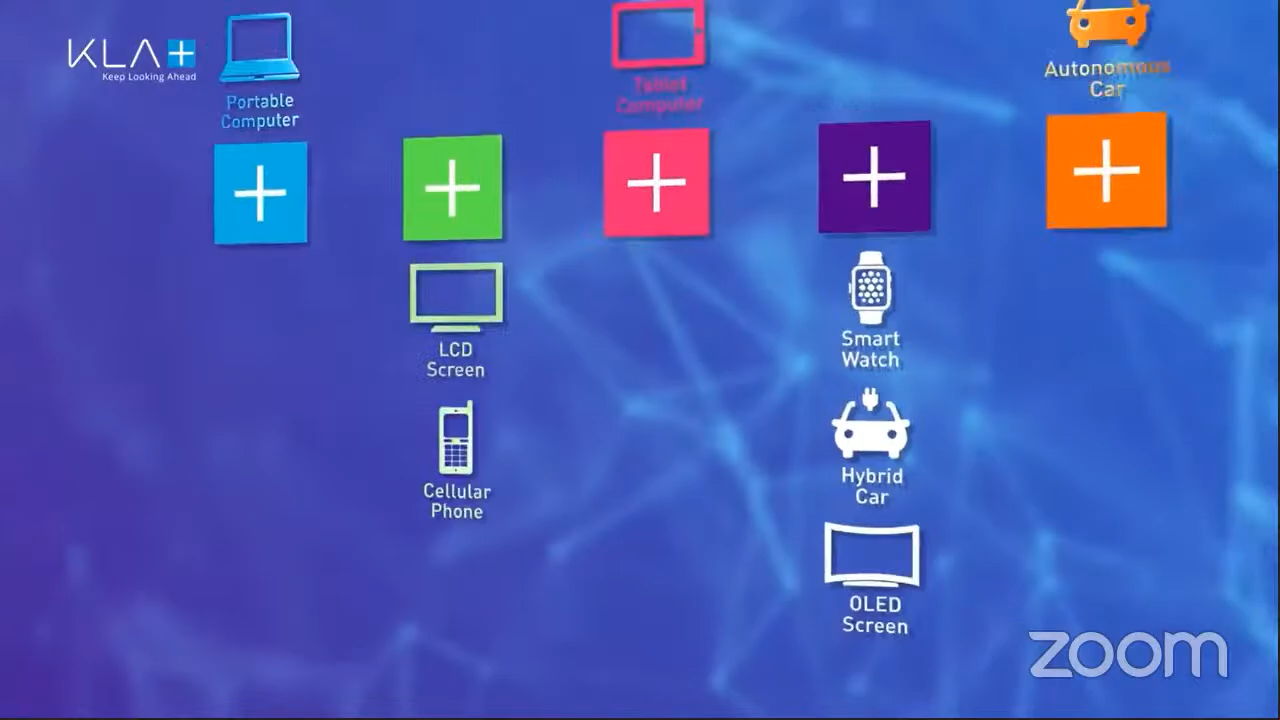 KLA+
Keep Looking Ahead
Portable
Computer
Tablet
Computer
Autonomous
Car
LCD
Screen
Cellular
Phone
Smart
Watch
Hybrid
Car
OLED
Screen
zoom